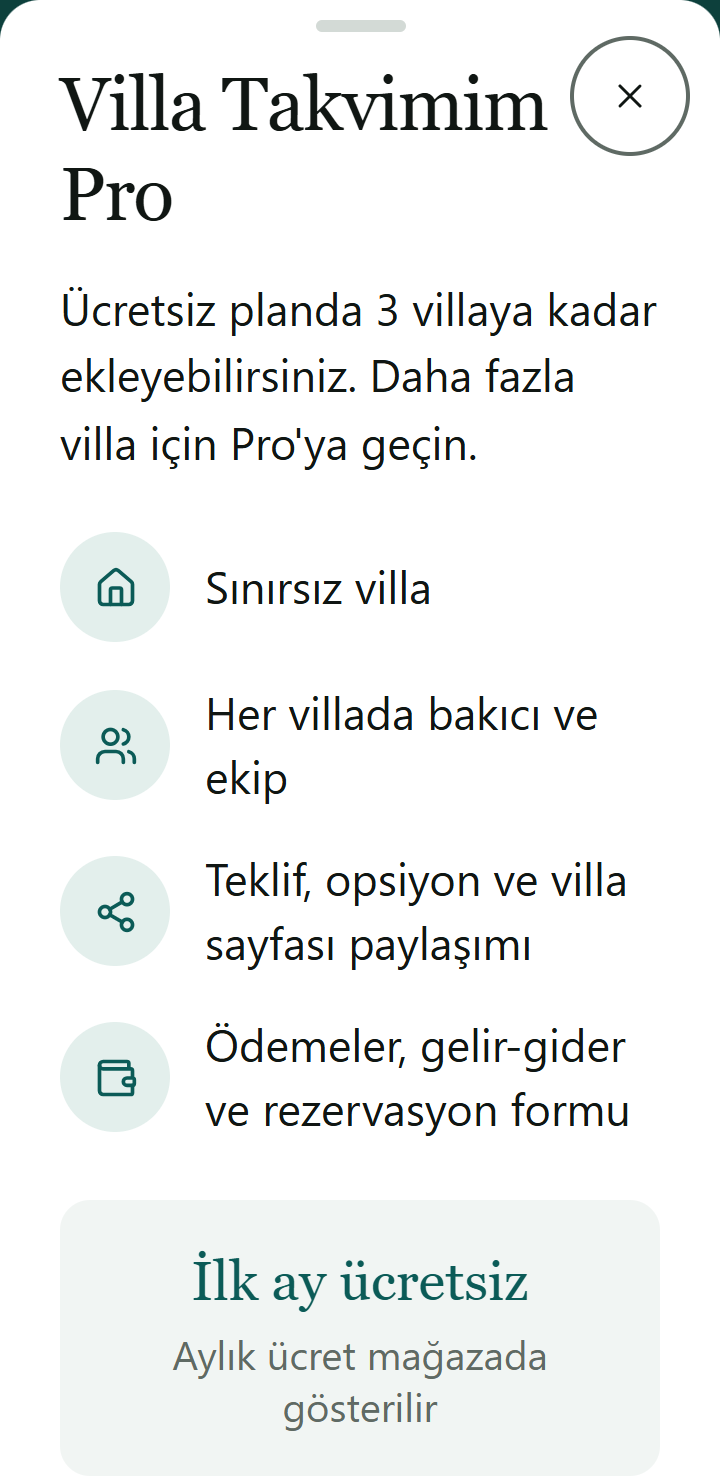 Villa Takvimim
Pro
Ücretsiz planda 3 villaya kadar
ekleyebilirsiniz. Daha fazla
villa için Pro'ya geçin.
Sınırsız villa
Her villada bakıcı ve
ekip
Teklif, opsiyon ve villa
sayfası paylaşımı
Ödemeler, gelir-gider
ve rezervasyon formu
İlk ay ücretsiz
Aylık ücret mağazada
gösterilir